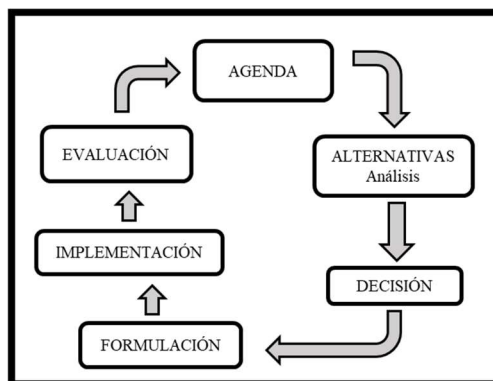 AGENDA
ALTERNATIVAS
Análisis
DECISIÓN
FORMULACIÓN
IMPLEMENTACIÓN
EVALUACIÓN